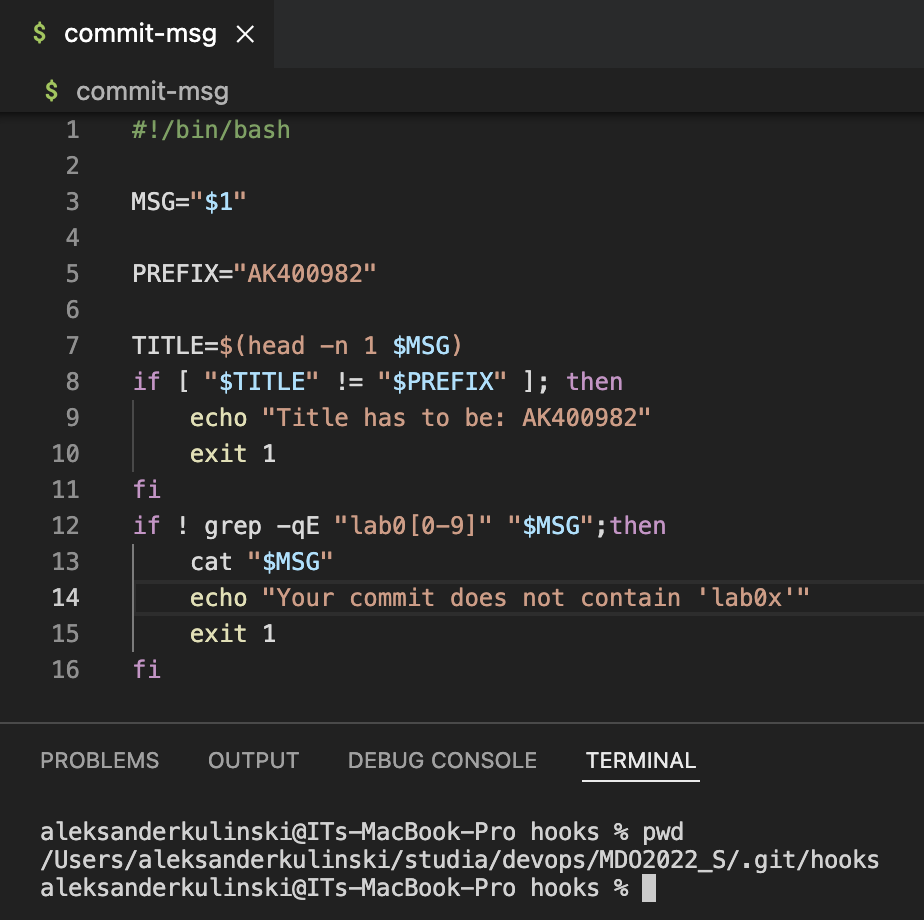 $ commit-msg ×
$ commit-msg
1 #!/bin/bash
2
3 MSG="$1"
4
5 PREFIX="AK400982"
6
7 TITLE=$(head -n 1 $MSG)
8 if [ "$TITLE" != "$PREFIX" ]; then
9     echo "Title has to be: AK400982"
10     exit 1
11 fi
12 if ! grep -qE "lab0[0-9]" "$MSG";then
13     cat "$MSG"
14     echo "Your commit does not contain 'lab0x'"
15     exit 1
16 fi
PROBLEMS OUTPUT DEBUG CONSOLE TERMINAL
aleksanderkulinski@ITs-MacBook-Pro hooks % pwd
/Users/aleksanderkulinski/studia/devops/MDO2022_S/.git/hooks
aleksanderkulinski@ITs-MacBook-Pro hooks %